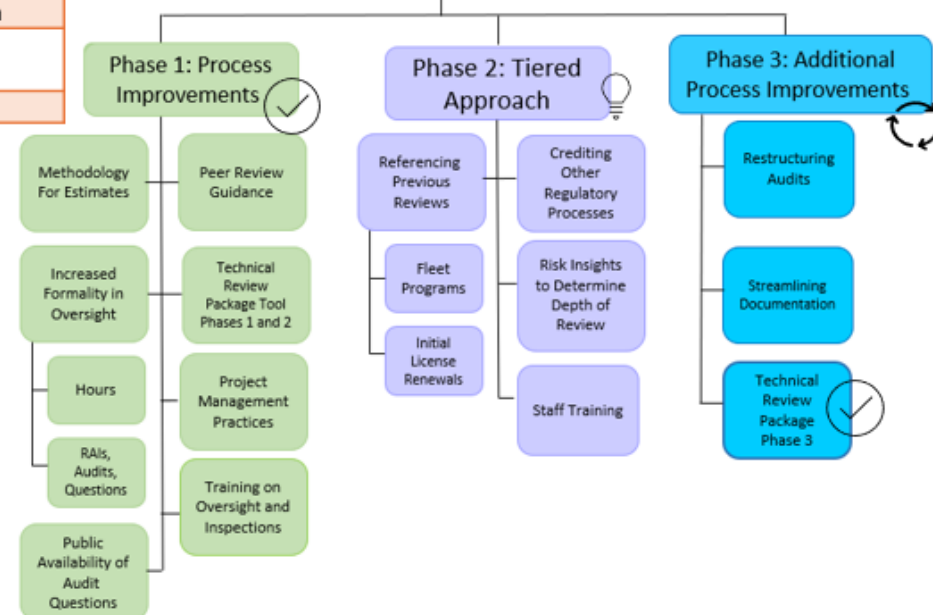 Phase 1: Process
Improvements
Methodology
For Estimates
Peer Review
Guidance
Increased
Formality in
Oversight
Technical
Review
Package Tool
Phases 1 and 2
Hours
Project
Management
Practices
RAIs,
Audits,
Questions
Training on
Oversight and
Inspections
Public
Availability of
Audit
Questions
Phase 2: Tiered
Approach
Referencing
Previous
Reviews
Crediting
Other
Regulatory
Processes
Fleet
Programs
Risk Insights
to Determine
Depth of
Review
Initial
License
Renewals
Staff Training
Phase 3: Additional
Process Improvements
Restructuring
Audits
Streamlining
Documentation
Technical
Review
Package
Phase 3